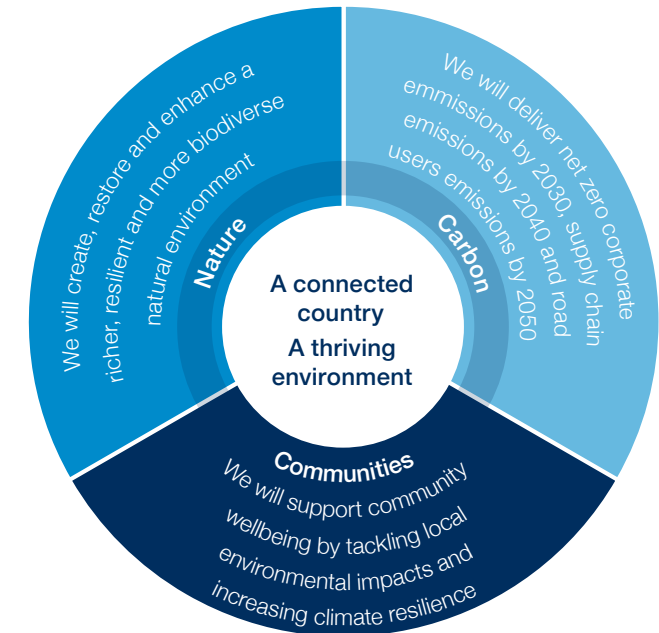 Nature
We will create, restore and enhance a
richer, resilient and more biodiverse
natural environment
Carbon
We will deliver net zero corporate
emmissions by 2030, supply chain
emissions by 2040 and road
users emissions by 2050
A connected
country
A thriving
environment
Communities
We will support community
wellbeing by tackling local
environmental impacts and
increasing climate resilience